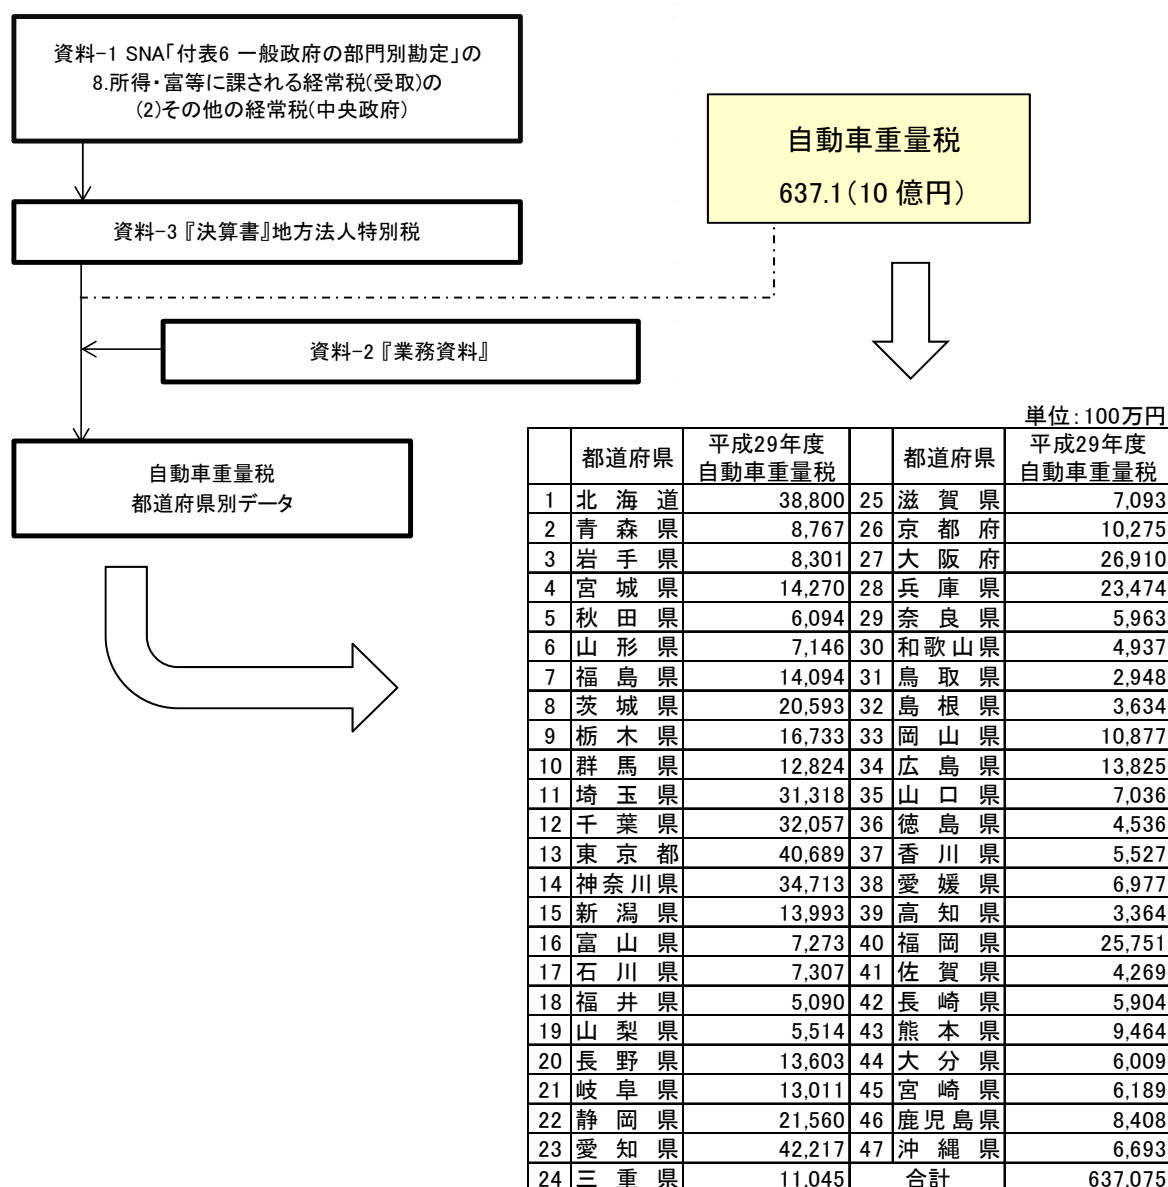 資料-1 SNA「付表6 一般政府の部門別勘定」の
8.所得・富等に課される経常税(受取)の
(2)その他の経常税(中央政府)
自動車重量税
637.1(10 億円)
資料-3『決算書』地方法人特別税
資料-2『業務資料』
自動車重量税
都道府県別データ
単位:100万円
都道府県 平成29年度 自動車重量税 都道府県 平成29年度 自動車重量税
1 北海道 38,800 25 滋賀県 7,093
2 青森県 8,767 26 京都府 10,275
3 岩手県 8,301 27 大阪府 26,910
4 宮城県 14,270 28 兵庫県 23,474
5 秋田県 6,094 29 奈良県 5,963
6 山形県 7,146 30 和歌山県 4,937
7 福島県 14,094 31 鳥取県 2,948
8 茨城県 20,593 32 島根県 3,634
9 栃木県 16,733 33 岡山県 10,877
10 群馬県 12,824 34 広島県 13,825
11 埼玉県 31,318 35 山口県 7,036
12 千葉県 32,057 36 徳島県 4,536
13 東京都 40,689 37 香川県 5,527
14 神奈川県 34,713 38 愛媛県 6,977
15 新潟県 13,993 39 高知県 3,364
16 富山県 7,273 40 福岡県 25,751
17 石川県 7,307 41 佐賀県 4,269
18 福井県 5,090 42 長崎県 5,904
19 山梨県 5,514 43 熊本県 9,464
20 長野県 13,603 44 大分県 6,009
21 岐阜県 13,011 45 宮崎県 6,189
22 静岡県 21,560 46 鹿児島県 8,408
23 愛知県 42,217 47 沖縄県 6,693
24 三重県 11,045 合計 637,075